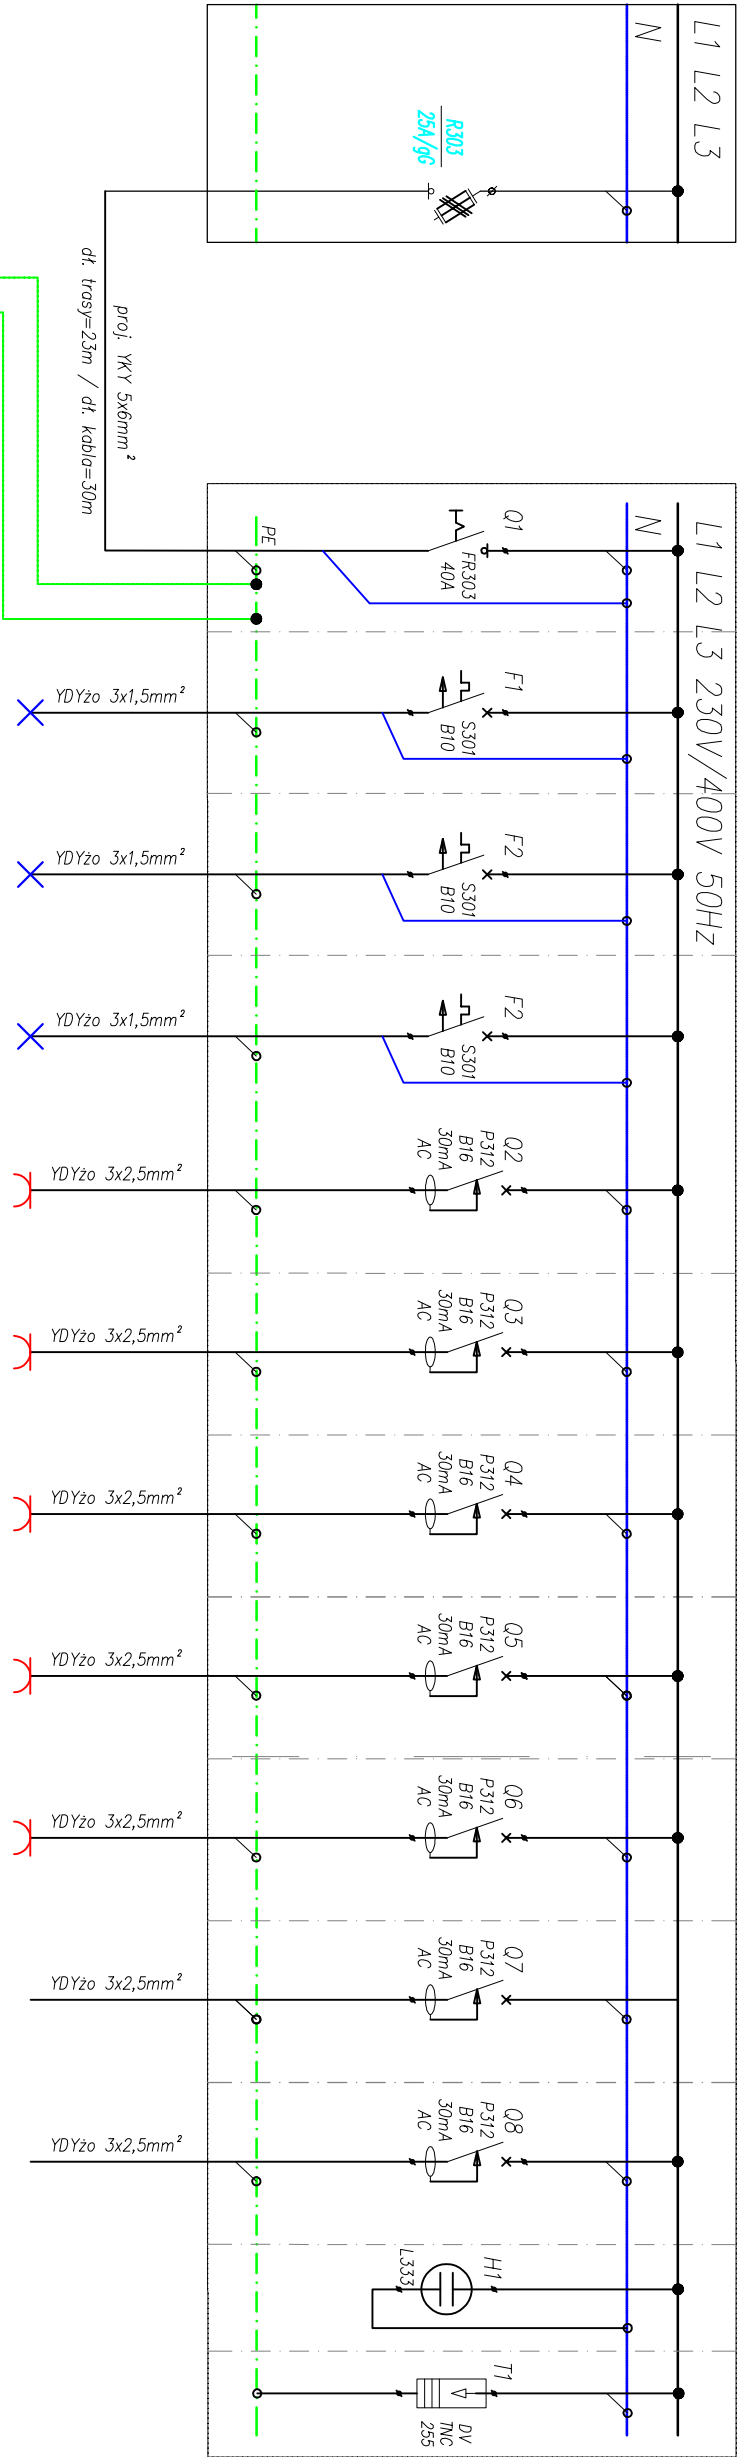 L1 L2 L3
N
R303
25A/gG
proj. YKY 5x6mm²
dł. trasy=23m / dł. kabla=30m
L1 L2 L3 230V/400V 50Hz
N
PE
Q1
FR303
40A
F1
S301
B10
YDYżo 3x1,5mm²
F2
S301
B10
YDYżo 3x1,5mm²
F2
S301
B10
YDYżo 3x1,5mm²
Q2
P312
B16
30mA
AC
YDYżo 3x2,5mm²
Q3
P312
B16
30mA
AC
YDYżo 3x2,5mm²
Q4
P312
B16
30mA
AC
YDYżo 3x2,5mm²
Q5
P312
B16
30mA
AC
YDYżo 3x2,5mm²
Q6
P312
B16
30mA
AC
YDYżo 3x2,5mm²
Q7
P312
B16
30mA
AC
YDYżo 3x2,5mm²
Q8
P312
B16
30mA
AC
YDYżo 3x2,5mm²
H1
L333
T1
DV
TNC
255